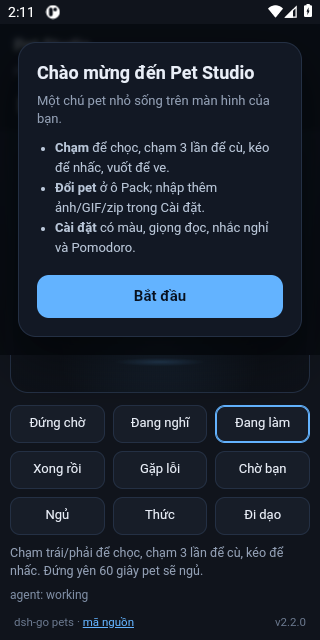 2:11
Chào mừng đến Pet Studio
Một chú pet nhỏ sống trên màn hình của
bạn.
• Chạm để chọc, chạm 3 lần để cù, kéo
để nhấc, vuốt để ve.
• Đổi pet ở ô Pack; nhập thêm
ảnh/GIF/zip trong Cài đặt.
• Cài đặt có màu, giọng đọc, nhắc nghỉ
và Pomodoro.
Bắt đầu
Đứng chờ Đang nghĩ Đang làm
Xong rồi Gặp lỗi Chờ bạn
Ngủ Thức Đi dạo
Chạm trái/phải để chọc, chạm 3 lần để cù, kéo để
nhấc. Đứng yên 60 giây pet sẽ ngủ.
agent: working
dsh-go pets · mã nguồn v2.2.0